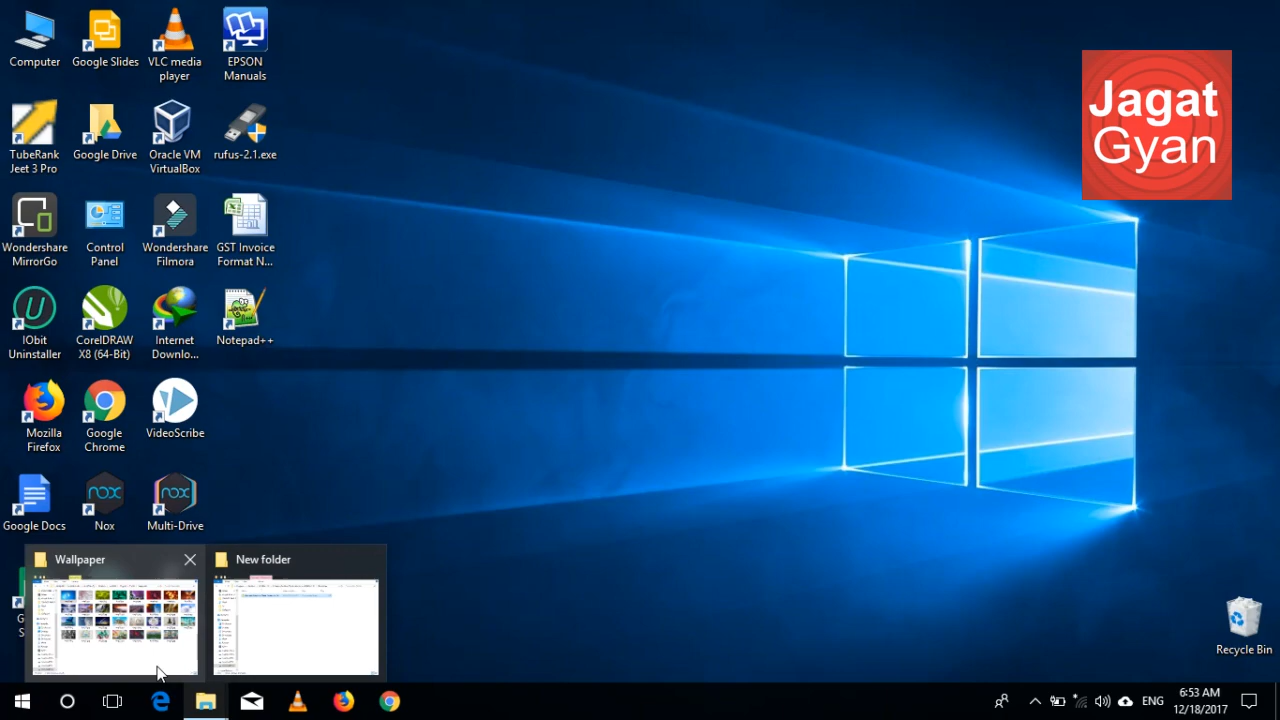 Computer
Google Slides
VLC media
player
EPSON
Manuals
Jagat
Gyan
TubeRank
Jeet 3 Pro
Google Drive
Oracle VM
VirtualBox
rufus-2.1.exe
Wondershare
MirrorGo
Control
Panel
Wondershare
Filmora
GST Invoice
Format N...
IObit
Uninstaller
CorelDRAW
X8 (64-Bit)
Internet
Downlo...
Notepad++
Mozilla
Firefox
Google
Chrome
VideoScribe
Google Docs
nox
Nox
nox
Multi-Drive
Wallpaper
New folder
Recycle Bin
ENG
6:53 AM
12/18/2017